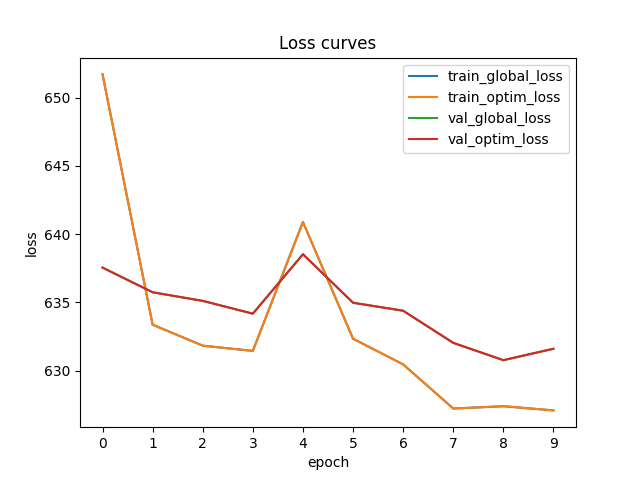 Loss curves
train_global_loss
train_optim_loss
val_global_loss
val_optim_loss
650
645
640
635
630
loss
0 1 2 3 4 5 6 7 8 9
epoch